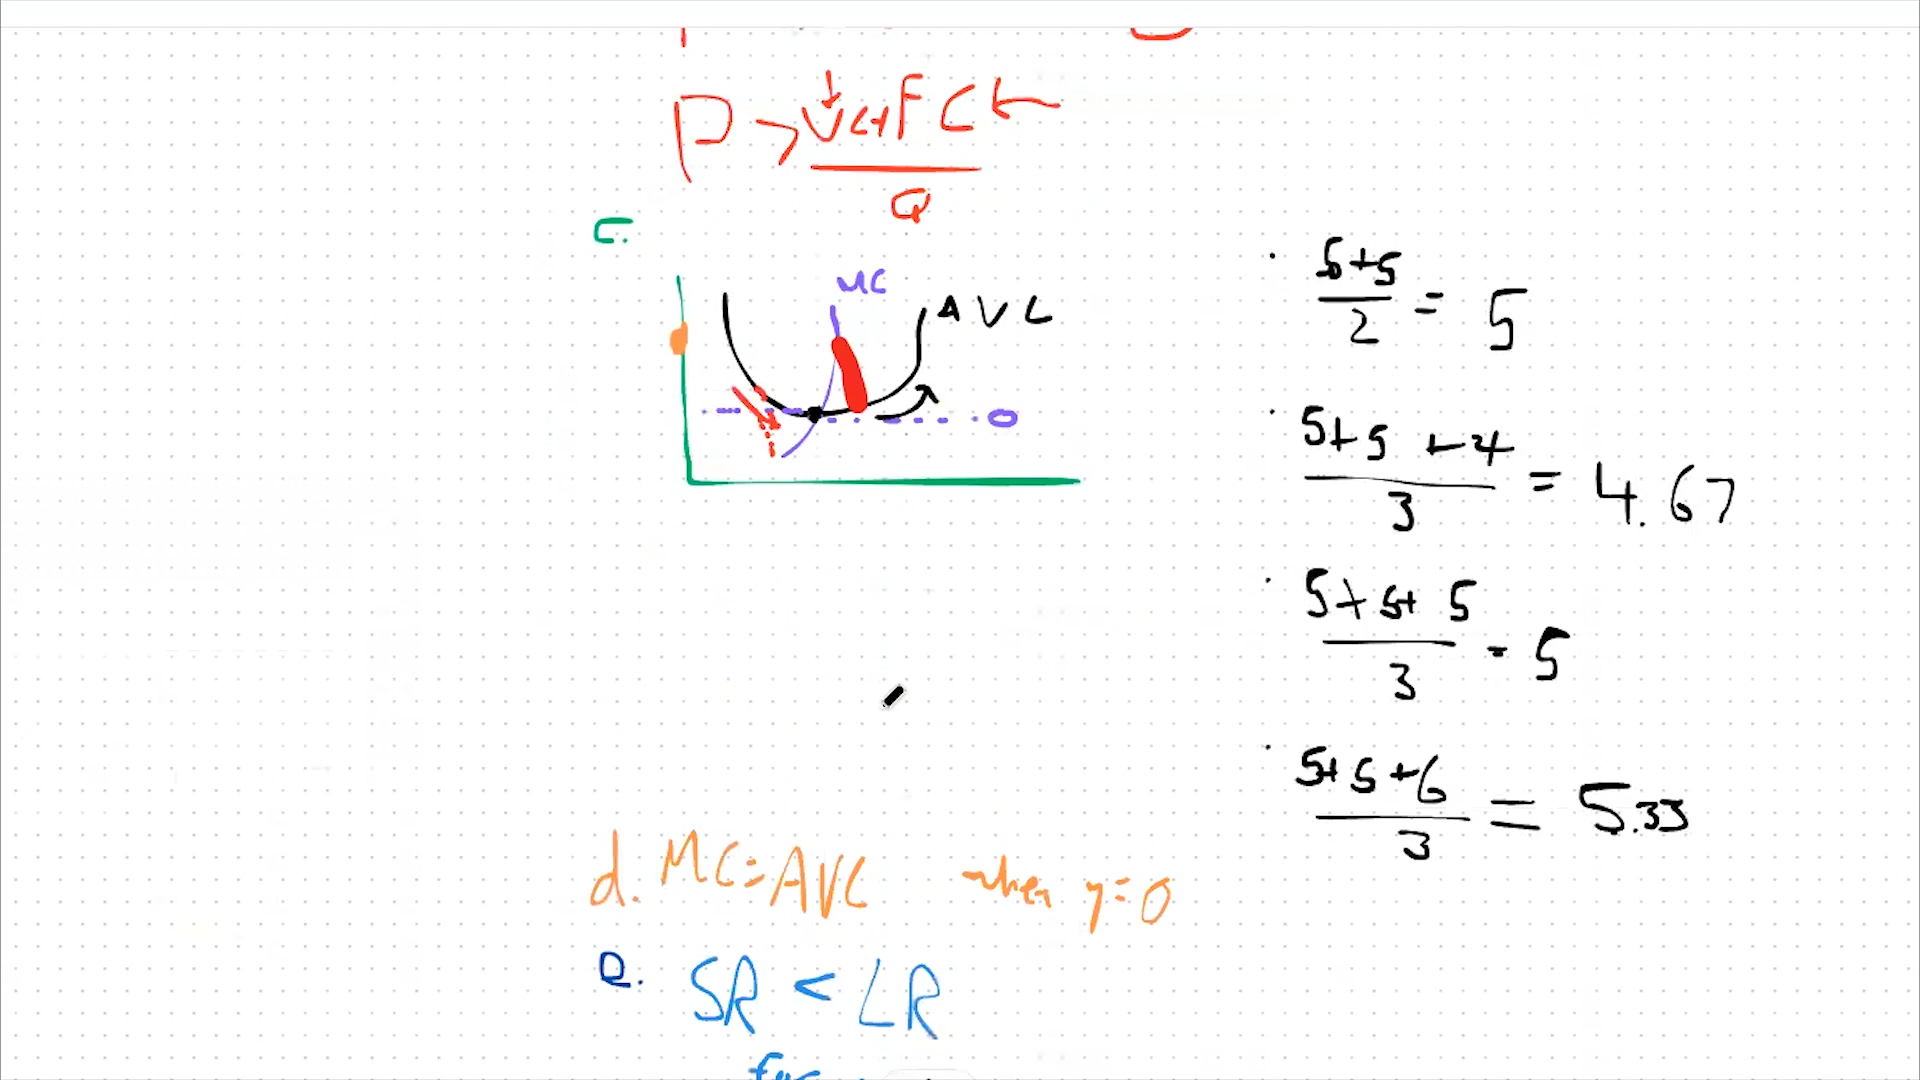 P > VC+FC
Q
c.
MC
AVC
5+5
2
= 5
5+5+4
3
= 4.67
5+5+5
3
= 5
5+5+6
3
= 5.33
d. MC=AVC when y=0
e. SR < LR